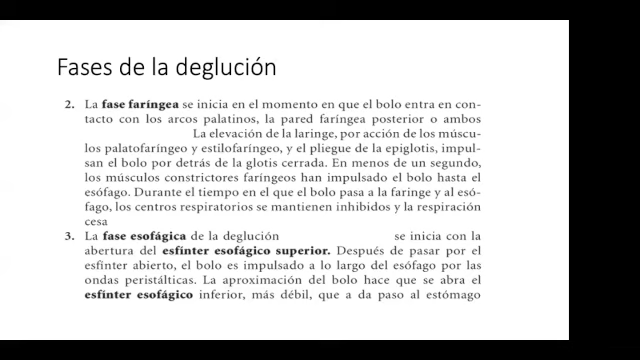 Fases de la deglución
2. La fase faríngea se inicia en el momento en que el bolo entra en con-
tacto con los arcos palatinos, la pared faríngea posterior o ambos
La elevación de la laringe, por acción de los múscu-
los palatofaríngeo y estilofaríngeo, y el pliegue de la epiglotis, impul-
san el bolo por detrás de la glotis cerrada. En menos de un segundo,
los músculos constrictores faríngeos han impulsado el bolo hasta el
esófago. Durante el tiempo en el que el bolo pasa a la faringe y al esó-
fago, los centros respiratorios se mantienen inhibidos y la respiración
cesa
3. La fase esofágica de la deglución se inicia con la
abertura del esfínter esofágico superior. Después de pasar por el
esfínter abierto, el bolo es impulsado a lo largo del esófago por las
ondas peristálticas. La aproximación del bolo hace que se abra el
esfínter esofágico inferior, más débil, que a da paso al estómago